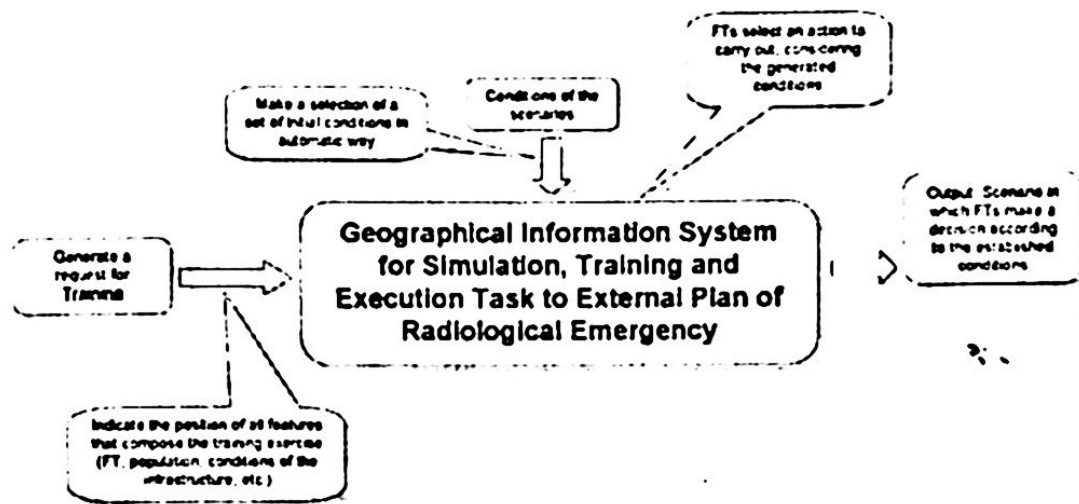 FTs select an action to
carry out, considering
the generated
conditions
Make a selection of a
set of initial conditions in
automatic way
Conditions of the
scenarios
Output: Scenario in
which FTs make a
decision according
to the established
conditions
Geographical Information System
for Simulation, Training and
Execution Task to External Plan of
Radiological Emergency
Generate a
request for
Training
Indicate the position of all features
that compose the training exercise
(FT, population, conditions of the
infrastructure, etc.)